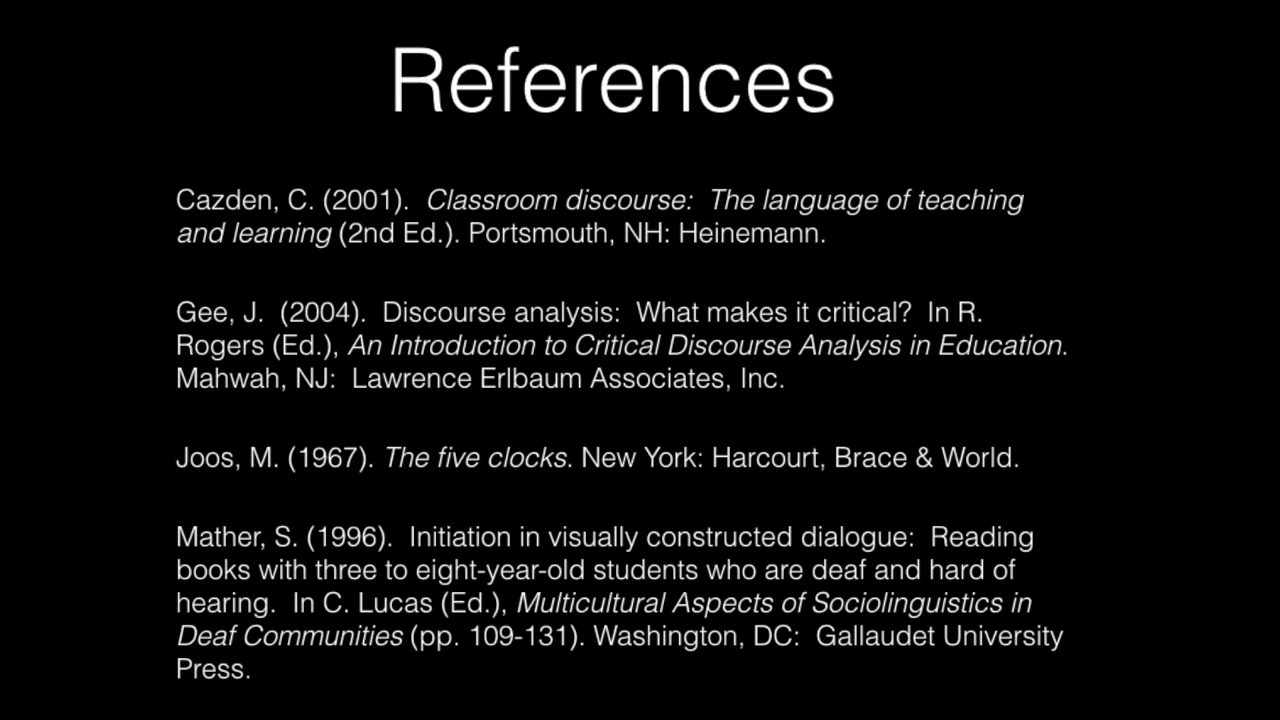 References
Cazden, C. (2001).  Classroom discourse:  The language of teaching
and learning (2nd Ed.). Portsmouth, NH: Heinemann.
Gee, J.  (2004).  Discourse analysis:  What makes it critical?  In R.
Rogers (Ed.), An Introduction to Critical Discourse Analysis in Education.
Mahwah, NJ:  Lawrence Erlbaum Associates, Inc.
Joos, M. (1967). The five clocks. New York: Harcourt, Brace & World.
Mather, S. (1996).  Initiation in visually constructed dialogue:  Reading
books with three to eight-year-old students who are deaf and hard of
hearing.  In C. Lucas (Ed.), Multicultural Aspects of Sociolinguistics in
Deaf Communities (pp. 109-131). Washington, DC:  Gallaudet University
Press.